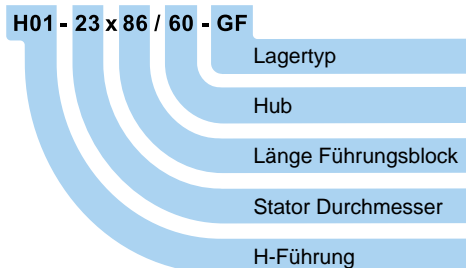 H01 - 23 x 86 / 60 - GF
Lagertyp
Hub
Länge Führungsblock
Stator Durchmesser
H-Führung